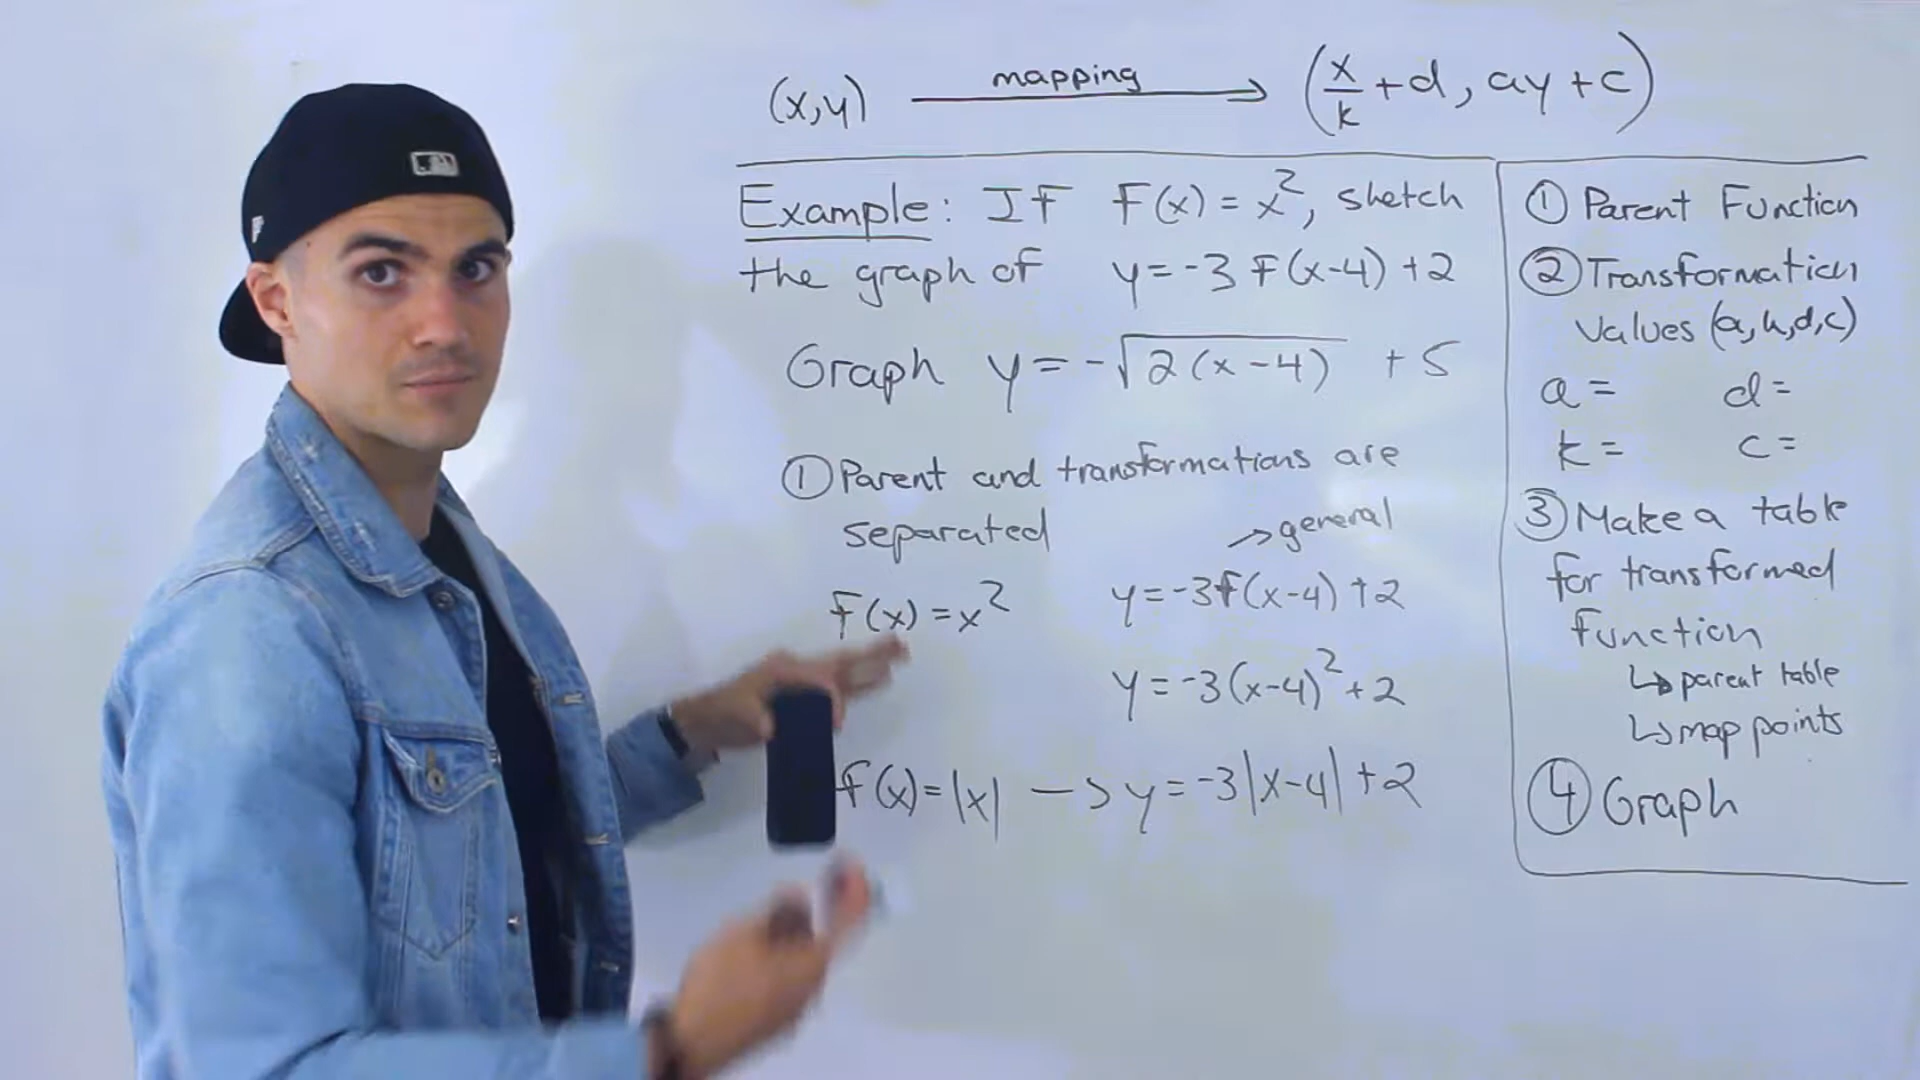 (x,y) mapping → (x/k + d, ay + c)
Example: If f(x) = x², sketch
the graph of y = -3f(x-4) + 2
Graph y = -√(2(x-4)) + 5
① Parent and transformations are
separated
→ general
f(x) = x² y = -3f(x-4) + 2
y = -3(x-4)² + 2
f(x) = |x| → y = -3|x-4| + 2
① Parent Function
② Transformation
values (a,k,d,c)
a = d =
k = c =
③ Make a table
for transformed
function
↳ parent table
↳ map points
④ Graph